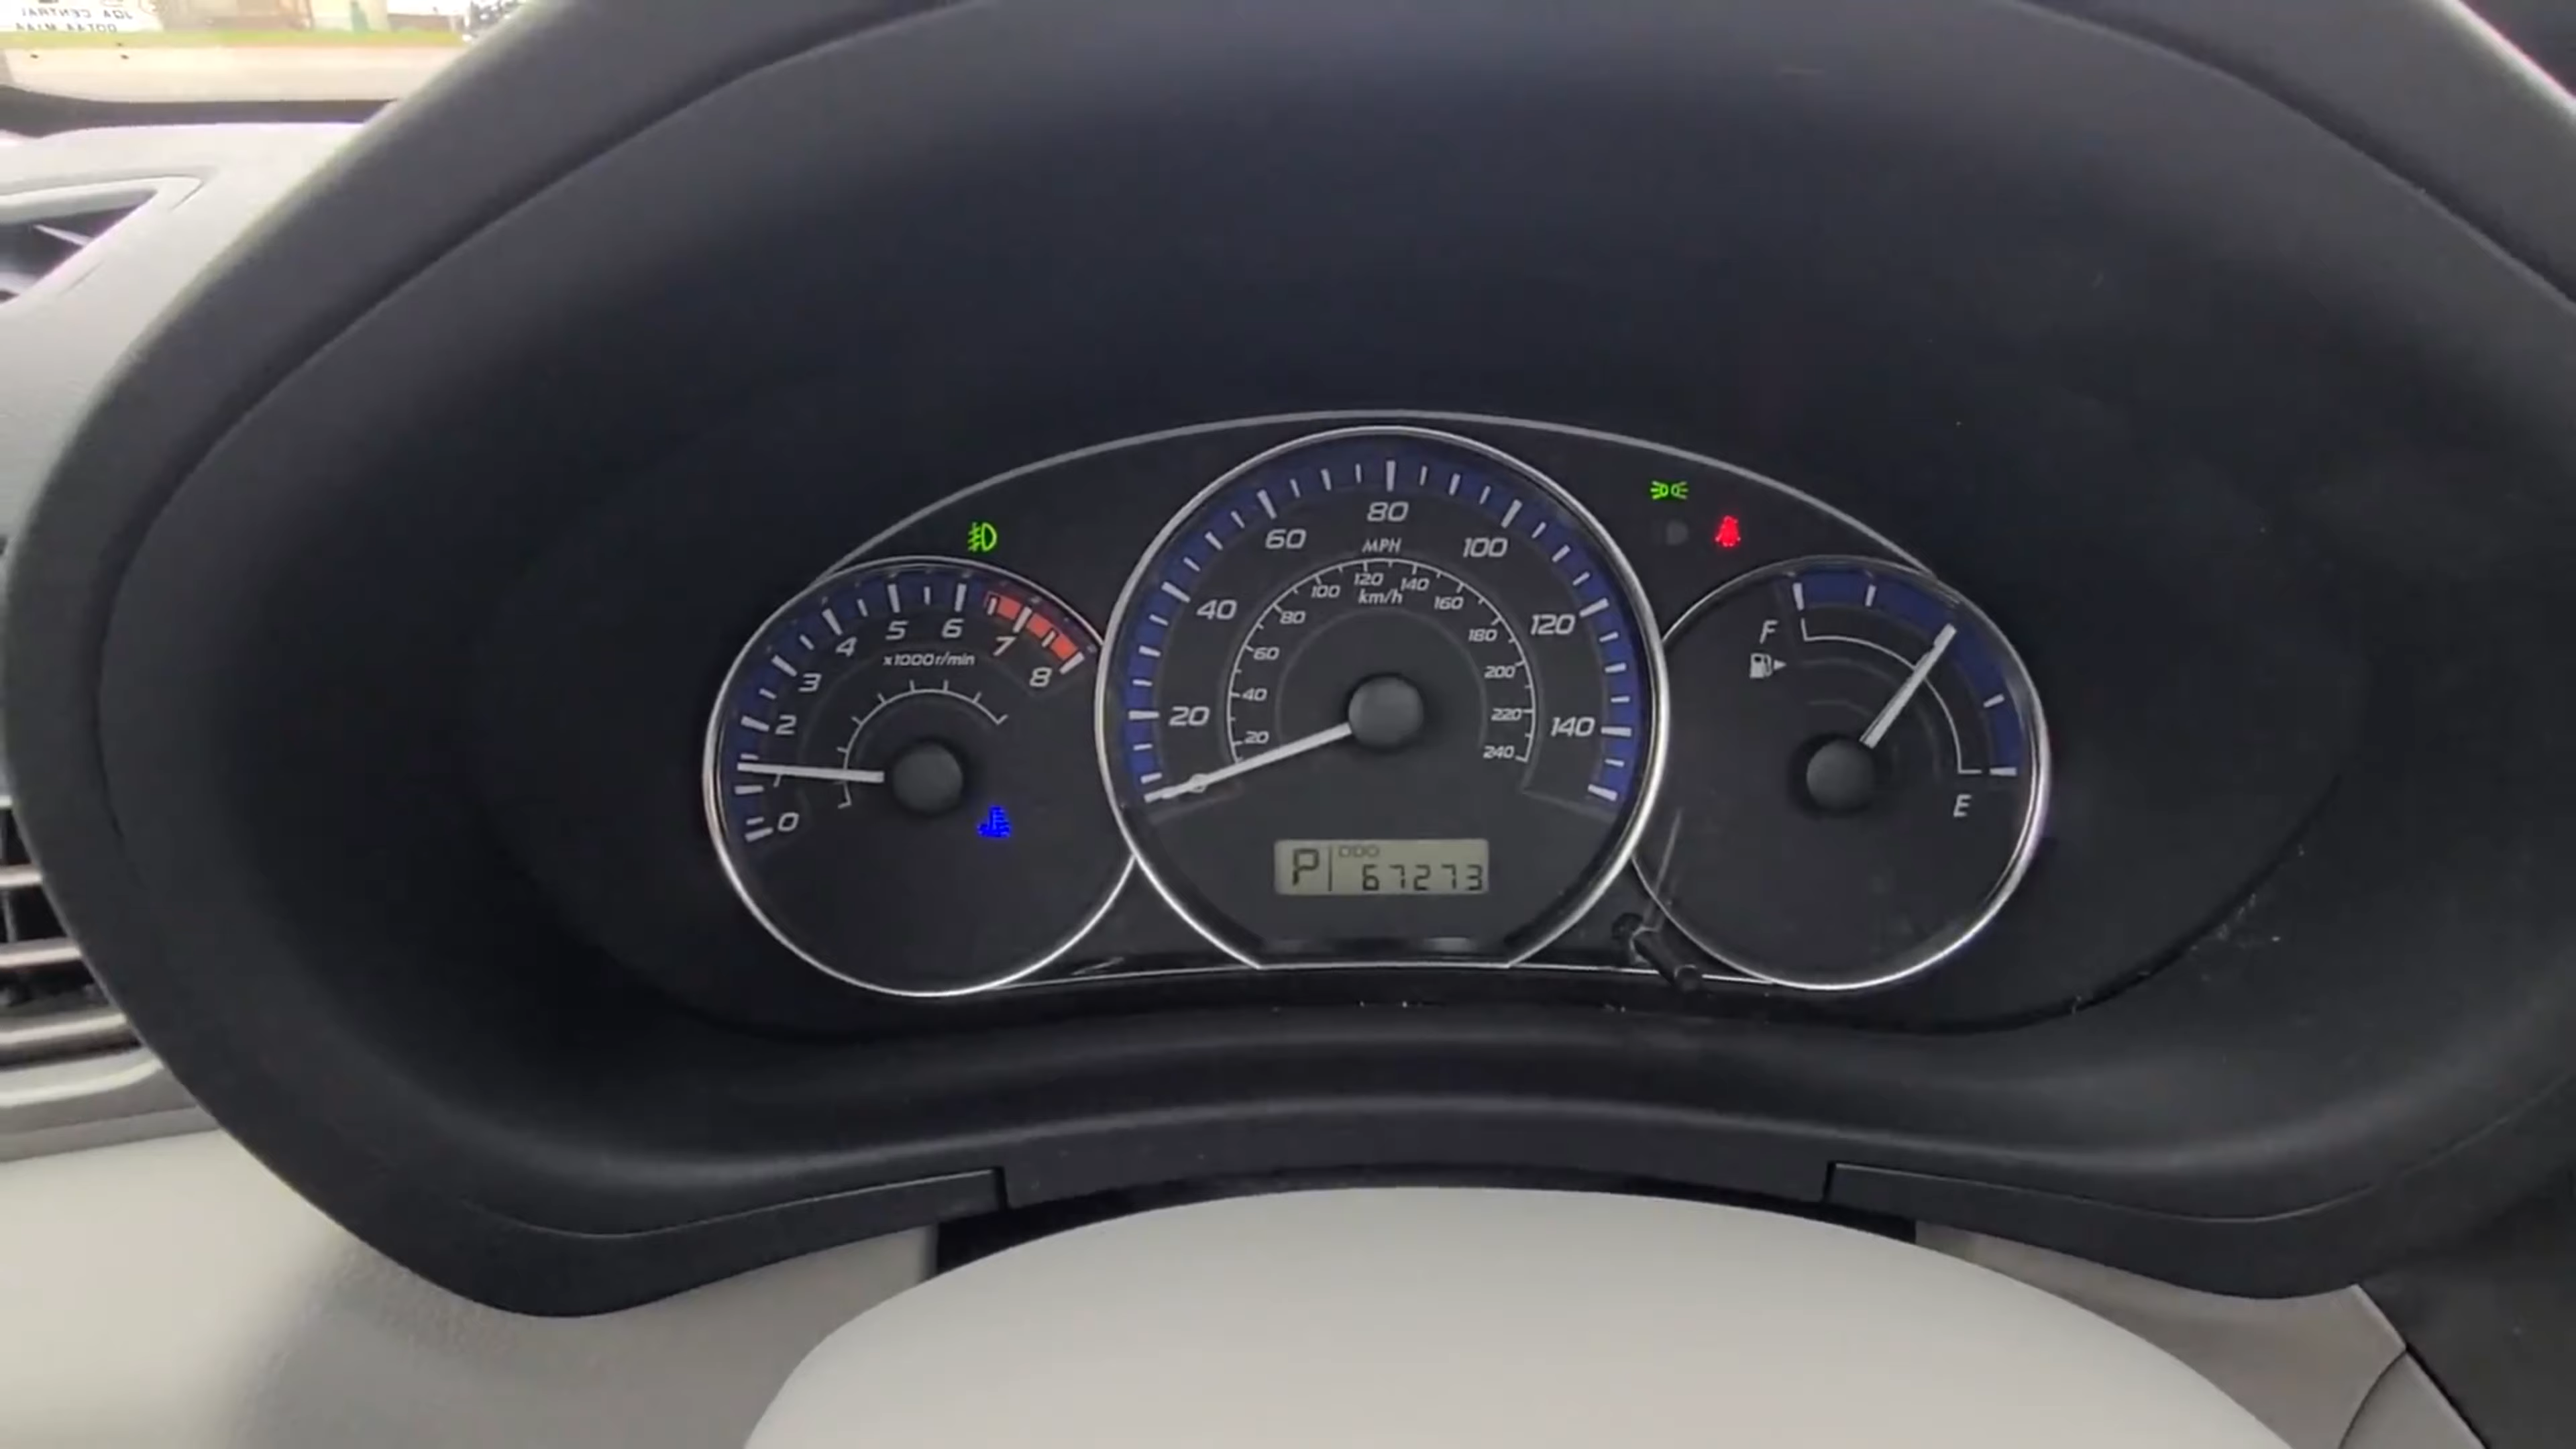 5 6
4 7
x1000r/min
3 8
2
0
80
60 MPH 100
40 120
20 140
120
100 km/h 140
80 160
60 180
40 200
20 220
240
P ODO
67273
F
E